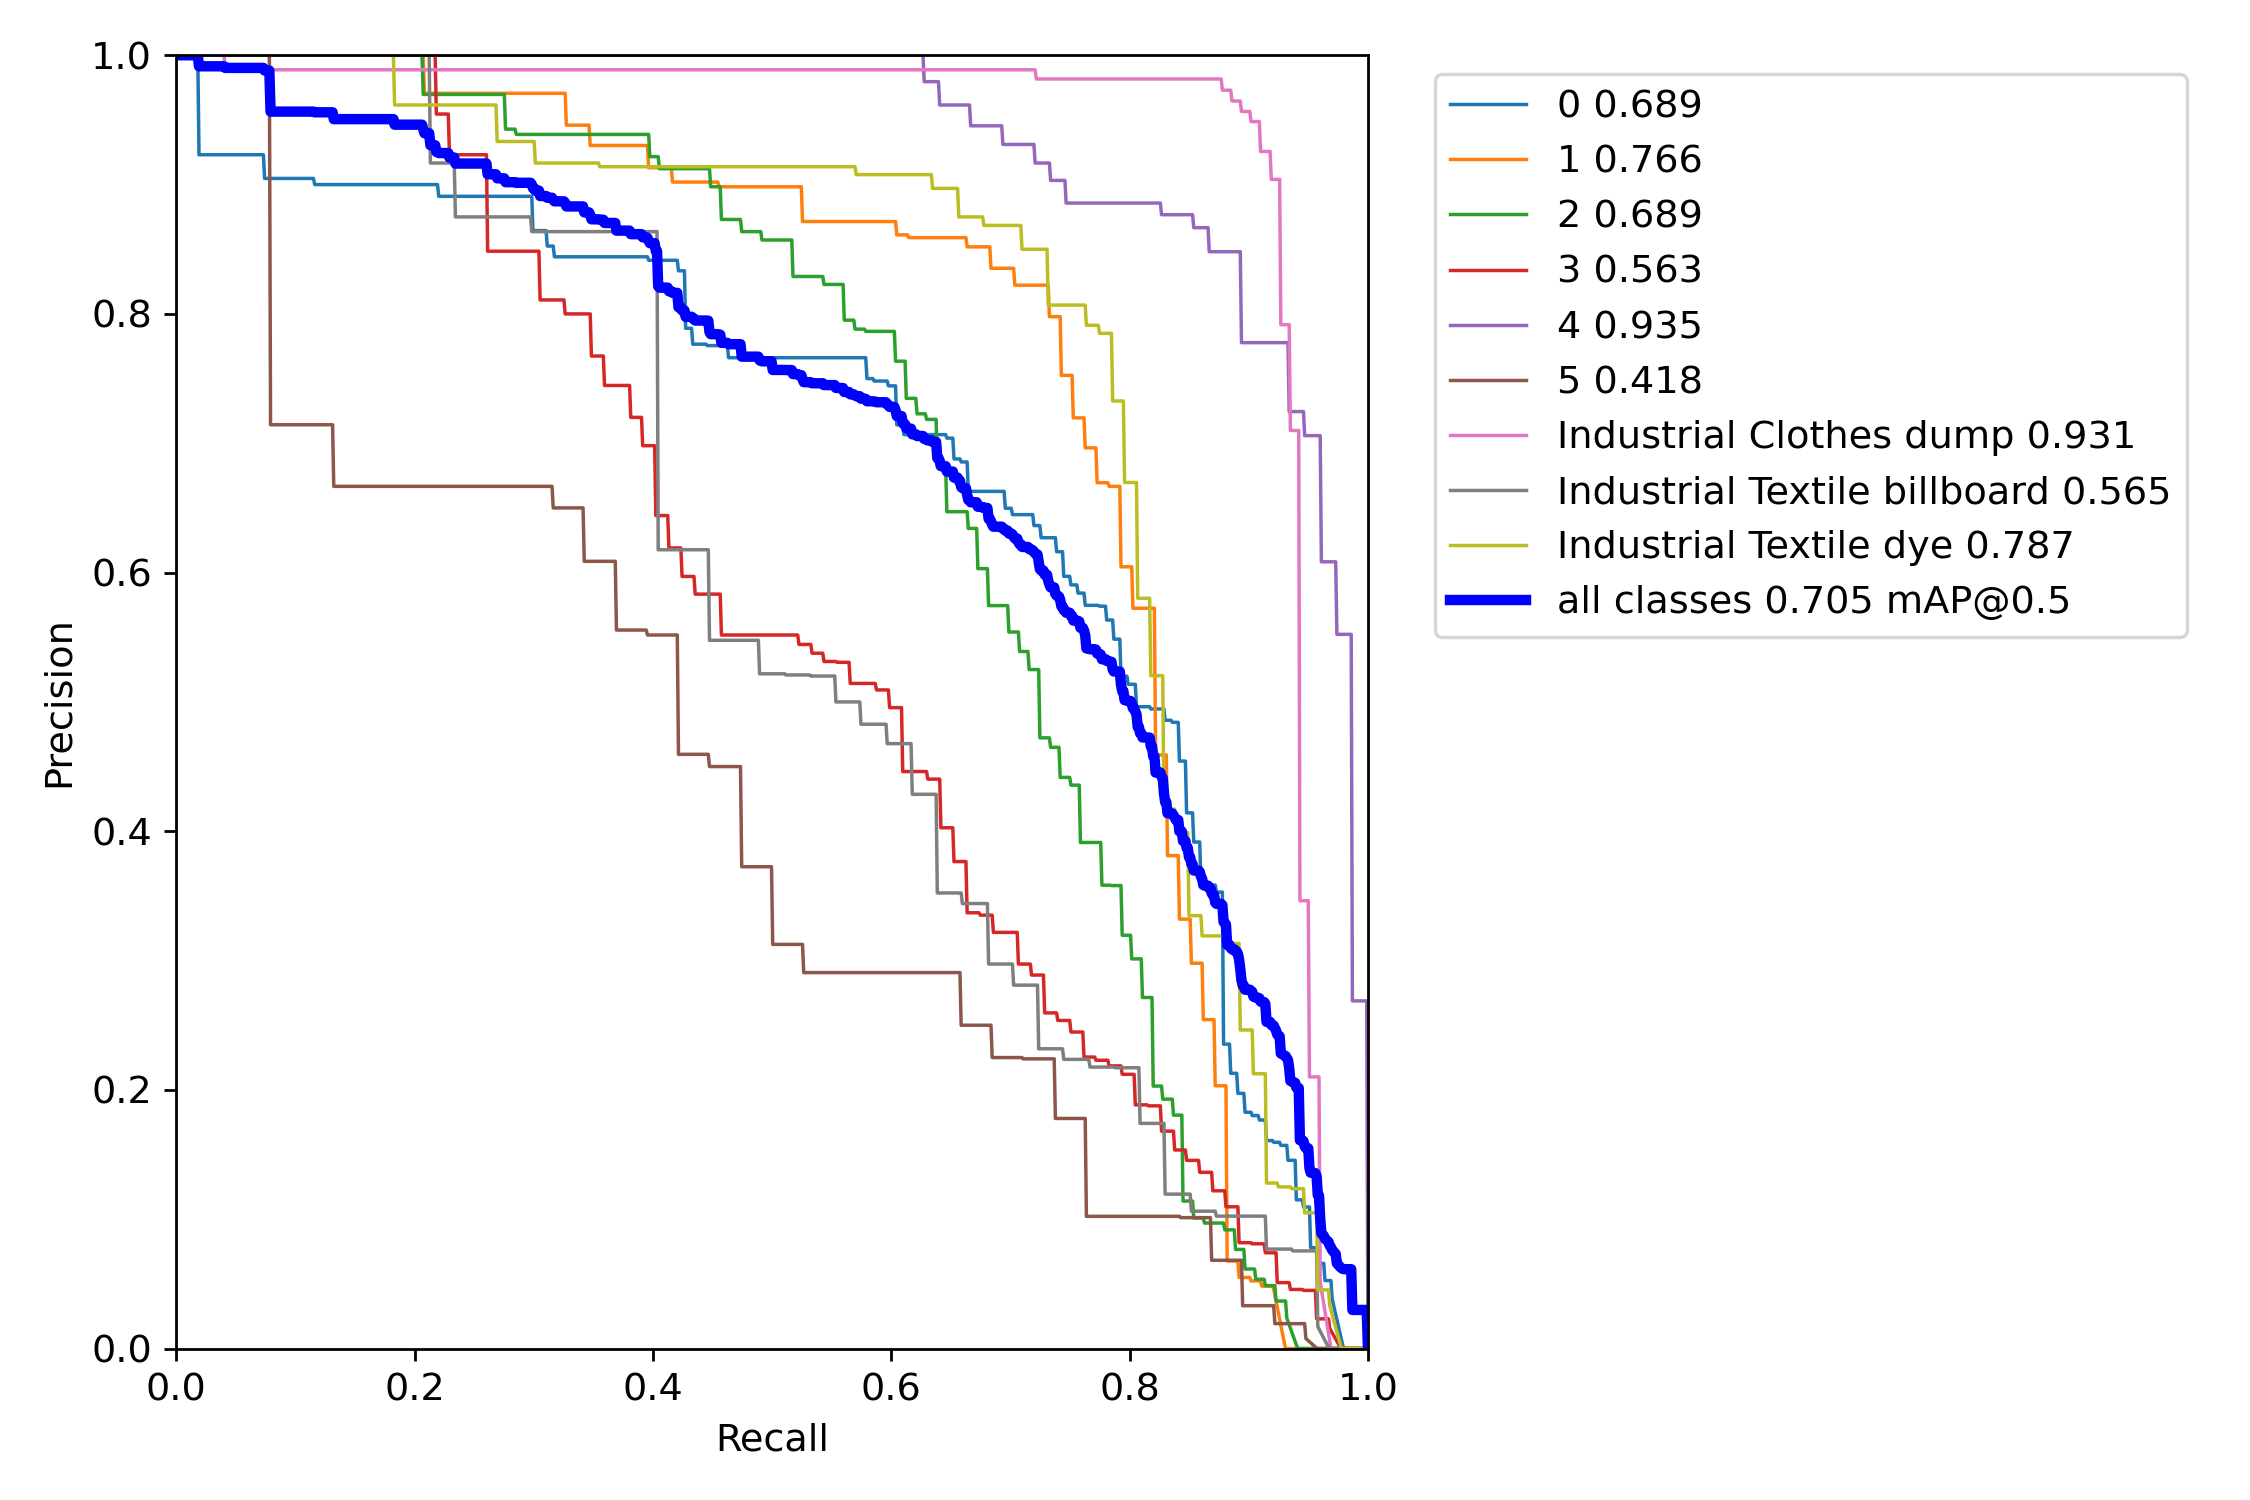 1.0
0.8
0.6
0.4
0.2
0.0
0.0 0.2 0.4 0.6 0.8 1.0
Precision
Recall
0 0.689
1 0.766
2 0.689
3 0.563
4 0.935
5 0.418
Industrial Clothes dump 0.931
Industrial Textile billboard 0.565
Industrial Textile dye 0.787
all classes 0.705 mAP@0.5